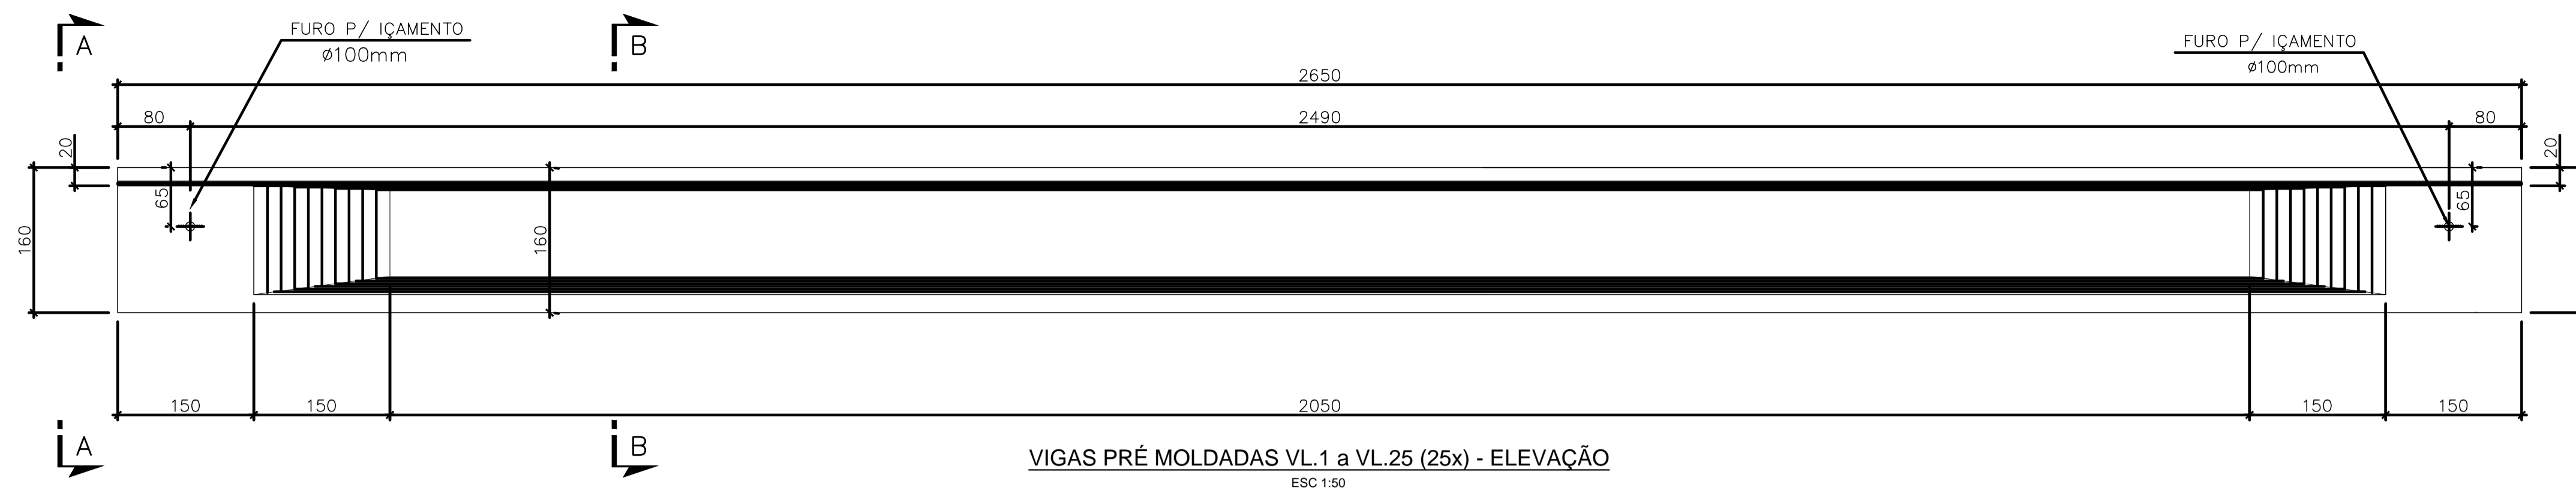 A
FURO P/ IÇAMENTO
Ø100mm
B
FURO P/ IÇAMENTO
Ø100mm
2650
80
2490
80
20
20
65
65
160
160
150
150
2050
150
150
A
B
VIGAS PRÉ MOLDADAS VL.1 a VL.25 (25x) - ELEVAÇÃO
ESC 1:50